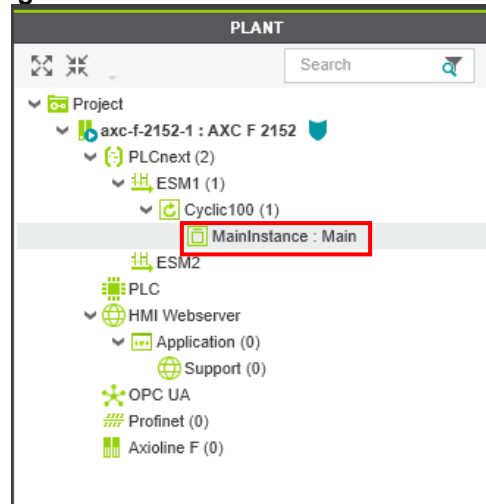 PLANT
Search
Project
axc-f-2152-1 : AXC F 2152
PLCnext (2)
ESM1 (1)
Cyclic100 (1)
MainInstance : Main
ESM2
PLC
HMI Webserver
Application (0)
Support (0)
OPC UA
Profinet (0)
Axioline F (0)